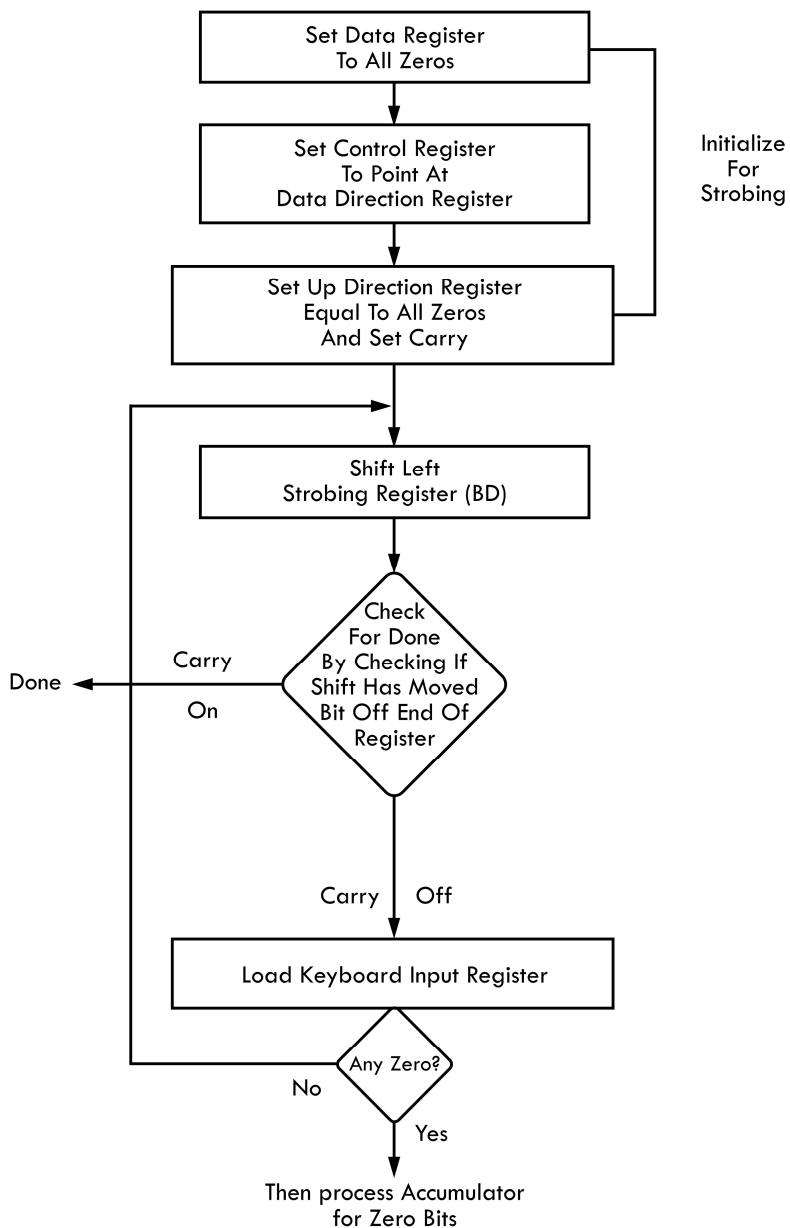 Set Data Register
To All Zeros
Set Control Register
To Point At
Data Direction Register
Initialize
For
Strobing
Set Up Direction Register
Equal To All Zeros
And Set Carry
Shift Left
Strobing Register (BD)
Check
For Done
By Checking If
Shift Has Moved
Bit Off End Of
Register
Carry
On
Done
Carry Off
Load Keyboard Input Register
Any Zero?
No
Yes
Then process Accumulator
for Zero Bits